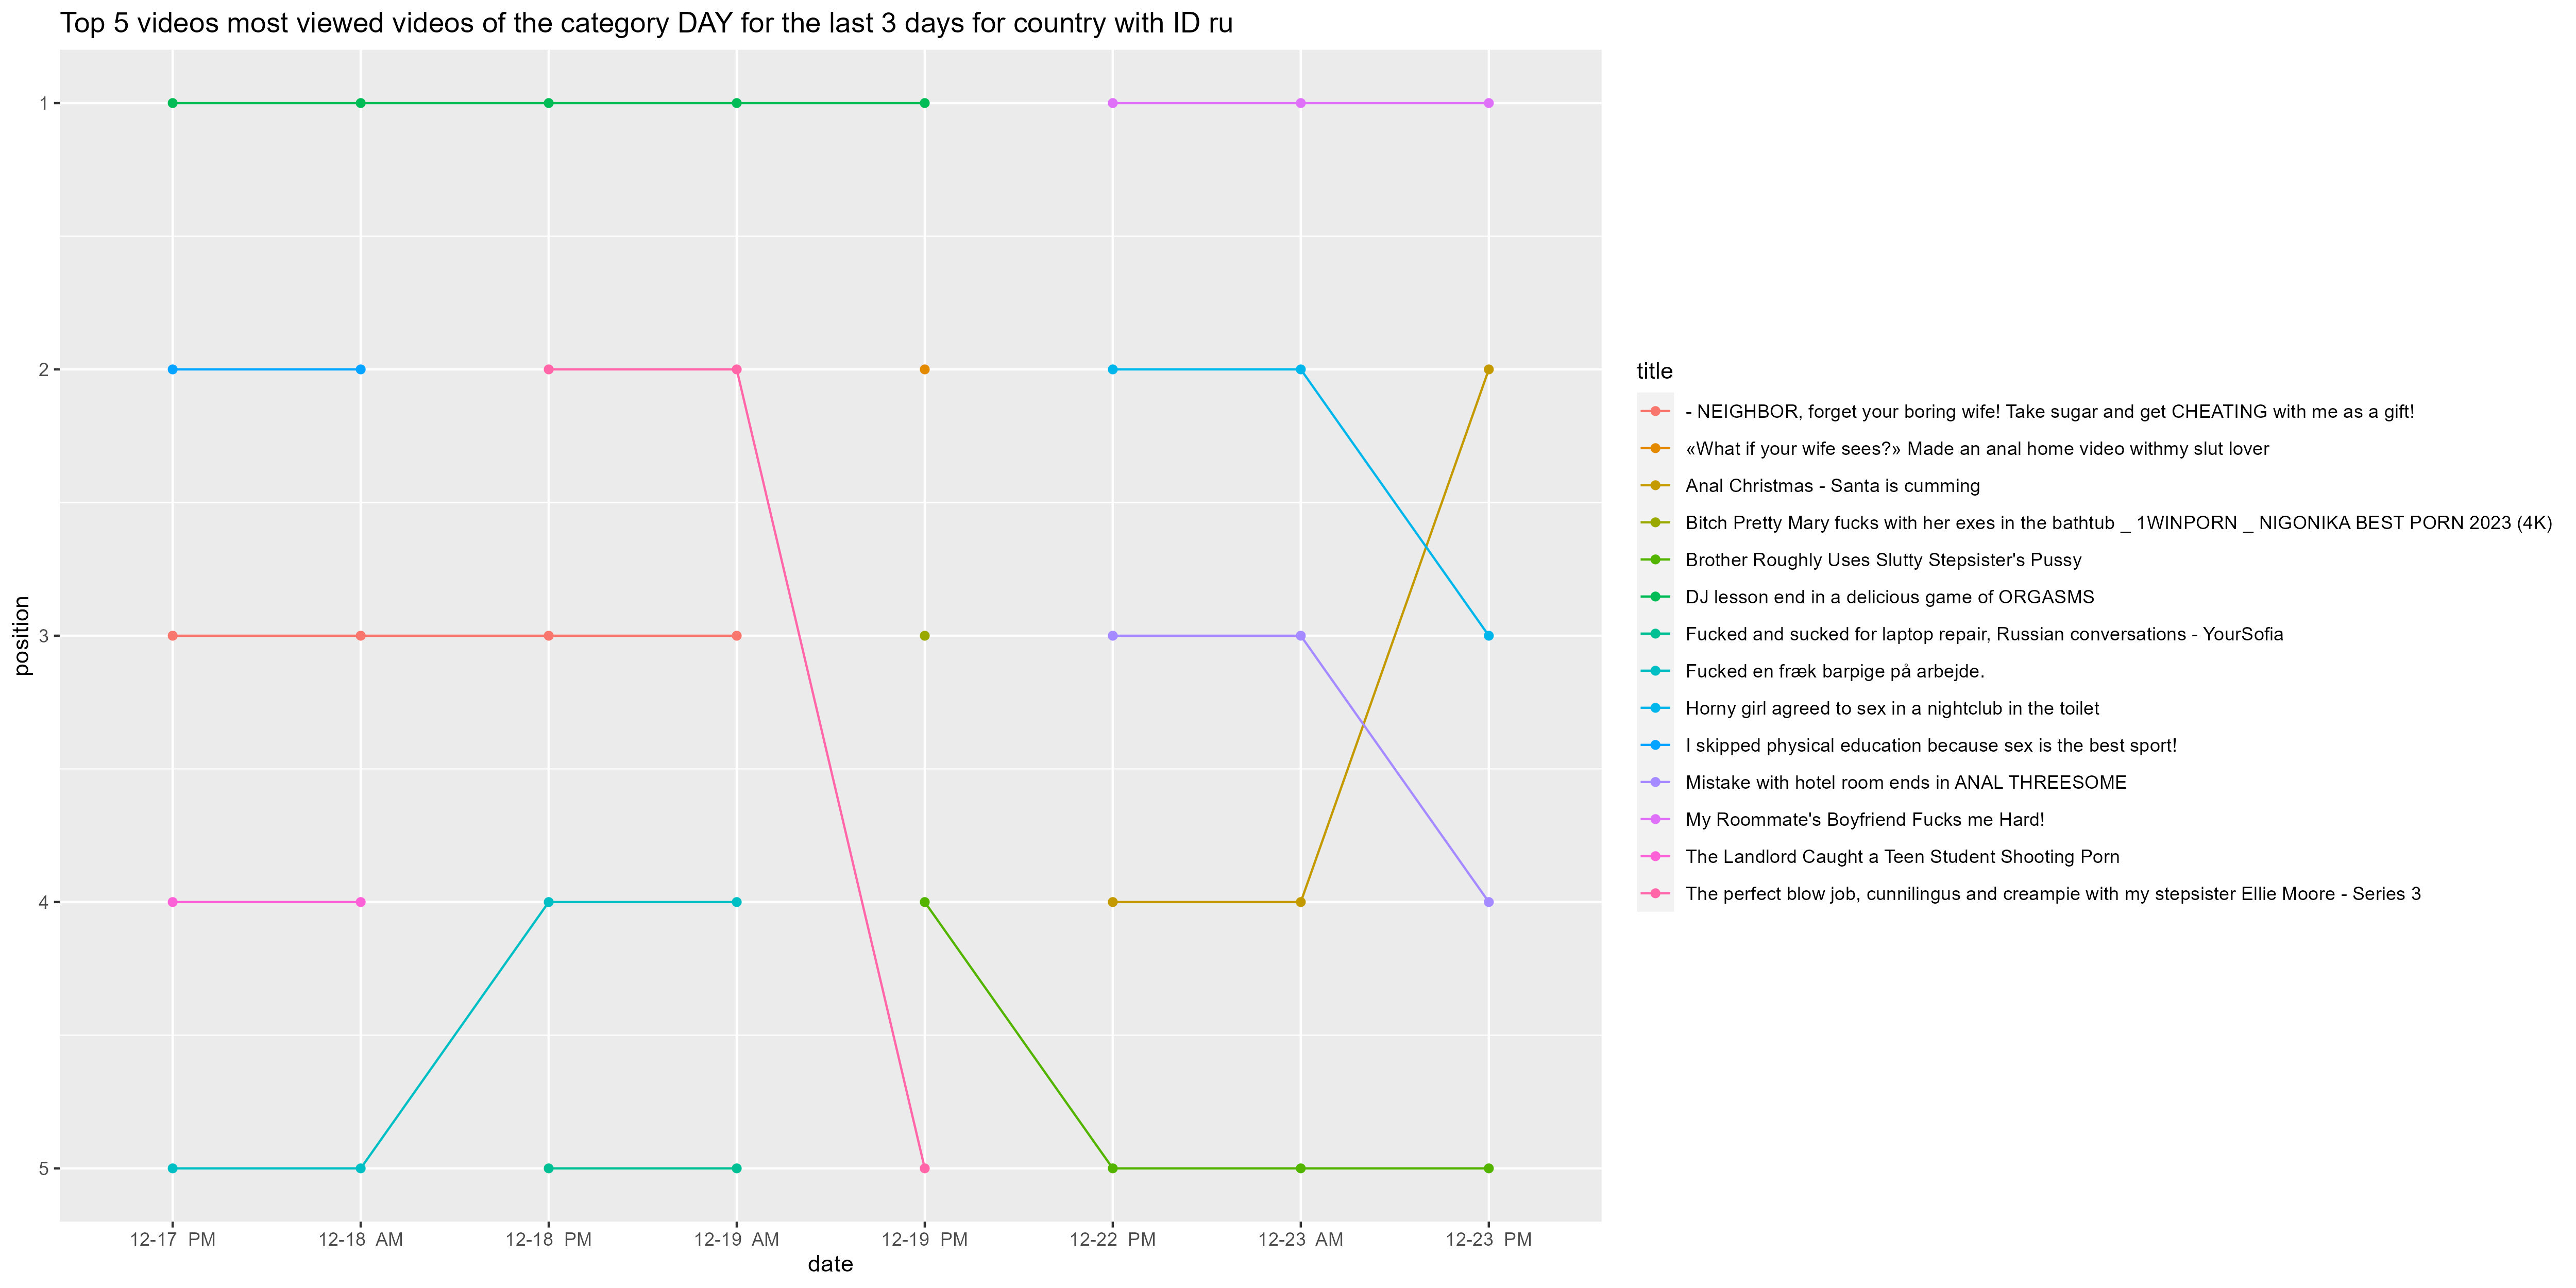 Top 5 videos most viewed videos of the category DAY for the last 3 days for country with ID ru
position
1
2
3
4
5
12-17 PM
12-18 AM
12-18 PM
12-19 AM
12-19 PM
12-22 PM
12-23 AM
12-23 PM
date
title
- NEIGHBOR, forget your boring wife! Take sugar and get CHEATING with me as a gift!
«What if your wife sees?» Made an anal home video withmy slut lover
Anal Christmas - Santa is cumming
Bitch Pretty Mary fucks with her exes in the bathtub _ 1WINPORN _ NIGONIKA BEST PORN 2023 (4K)
Brother Roughly Uses Slutty Stepsister's Pussy
DJ lesson end in a delicious game of ORGASMS
Fucked and sucked for laptop repair, Russian conversations - YourSofia
Fucked en fræk barpige på arbejde.
Horny girl agreed to sex in a nightclub in the toilet
I skipped physical education because sex is the best sport!
Mistake with hotel room ends in ANAL THREESOME
My Roommate's Boyfriend Fucks me Hard!
The Landlord Caught a Teen Student Shooting Porn
The perfect blow job, cunnilingus and creampie with my stepsister Ellie Moore - Series 3